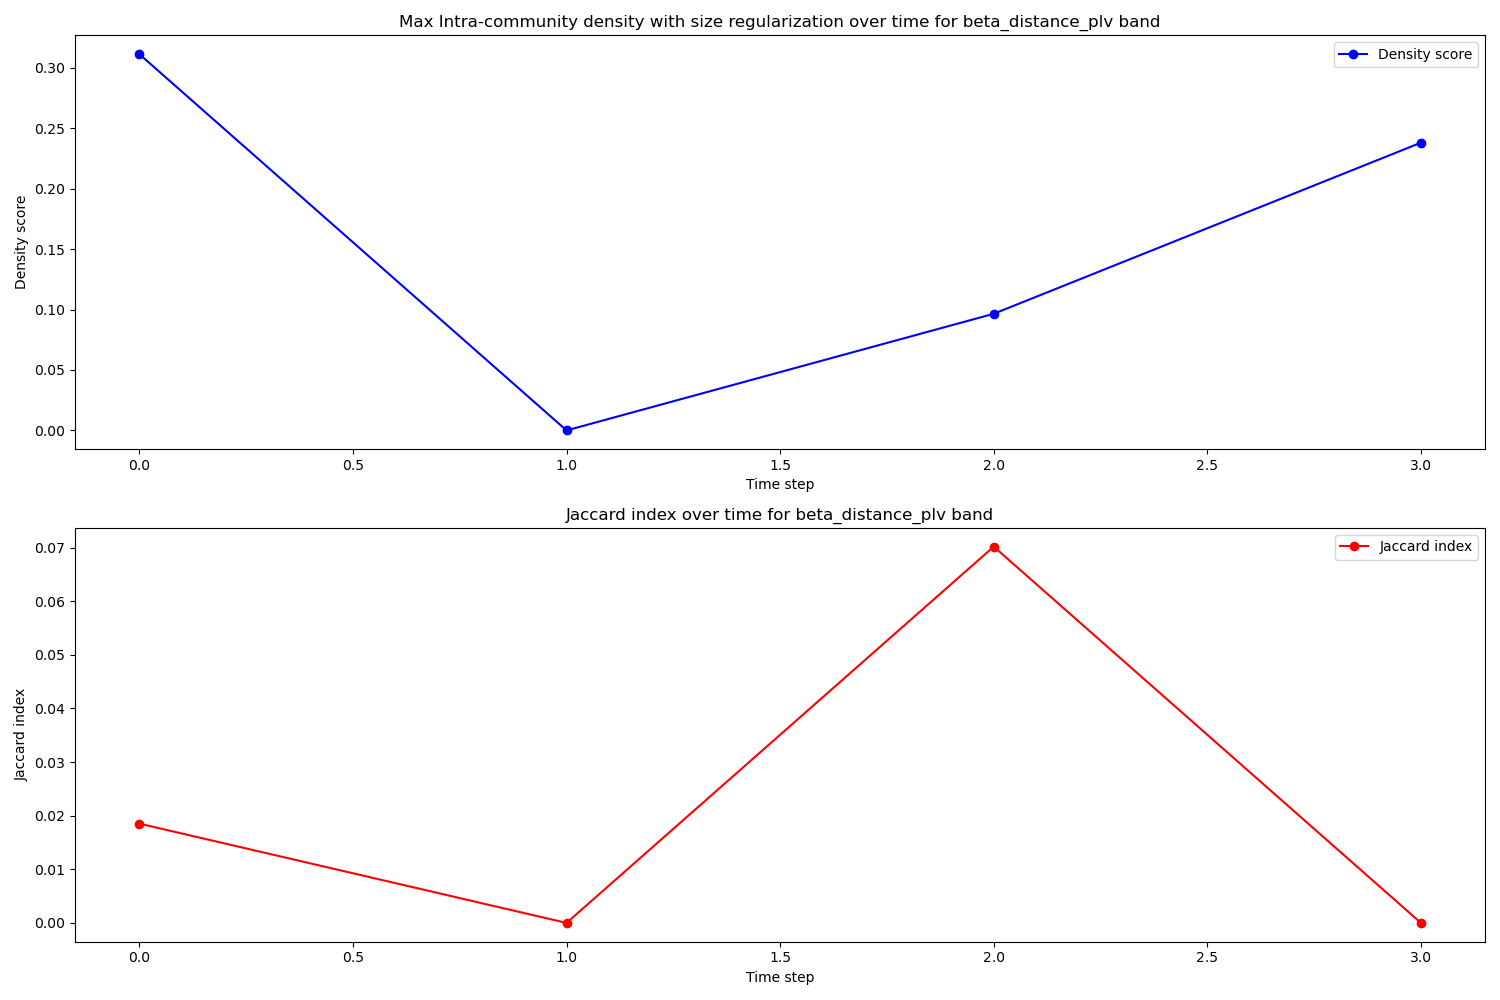 Max Intra-community density with size regularization over time for beta_distance_plv band
Density score
0.30
0.25
0.20
0.15
0.10
0.05
0.00
Density score
0.0 0.5 1.0 1.5 2.0 2.5 3.0
Time step
Jaccard index over time for beta_distance_plv band
Jaccard index
0.07
0.06
0.05
0.04
0.03
0.02
0.01
0.00
Jaccard index
0.0 0.5 1.0 1.5 2.0 2.5 3.0
Time step